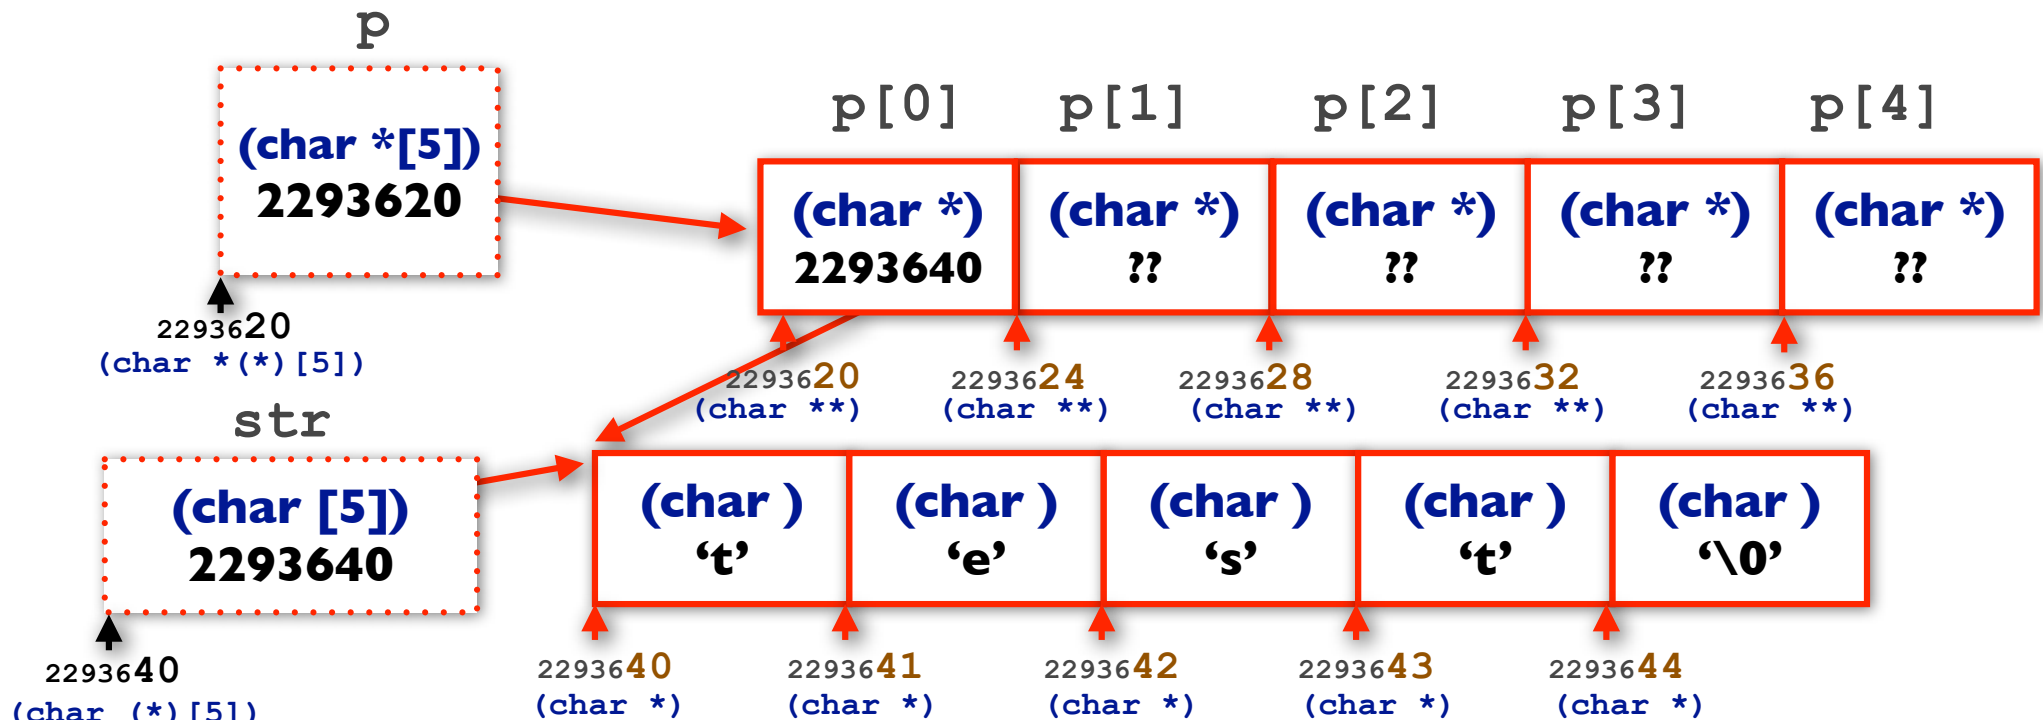 p
(char *[5])
2293620
2293620
(char *(*)[5])
p[0] p[1] p[2] p[3] p[4]
(char *) (char *) (char *) (char *) (char *)
2293640 ?? ?? ?? ??
2293620 2293624 2293628 2293632 2293636
(char **) (char **) (char **) (char **) (char **)
str
(char [5])
2293640
2293640
(char (*)[5])
(char ) (char ) (char ) (char ) (char )
‘t’ ‘e’ ‘s’ ‘t’ ‘\0’
2293640 2293641 2293642 2293643 2293644
(char *) (char *) (char *) (char *) (char *)